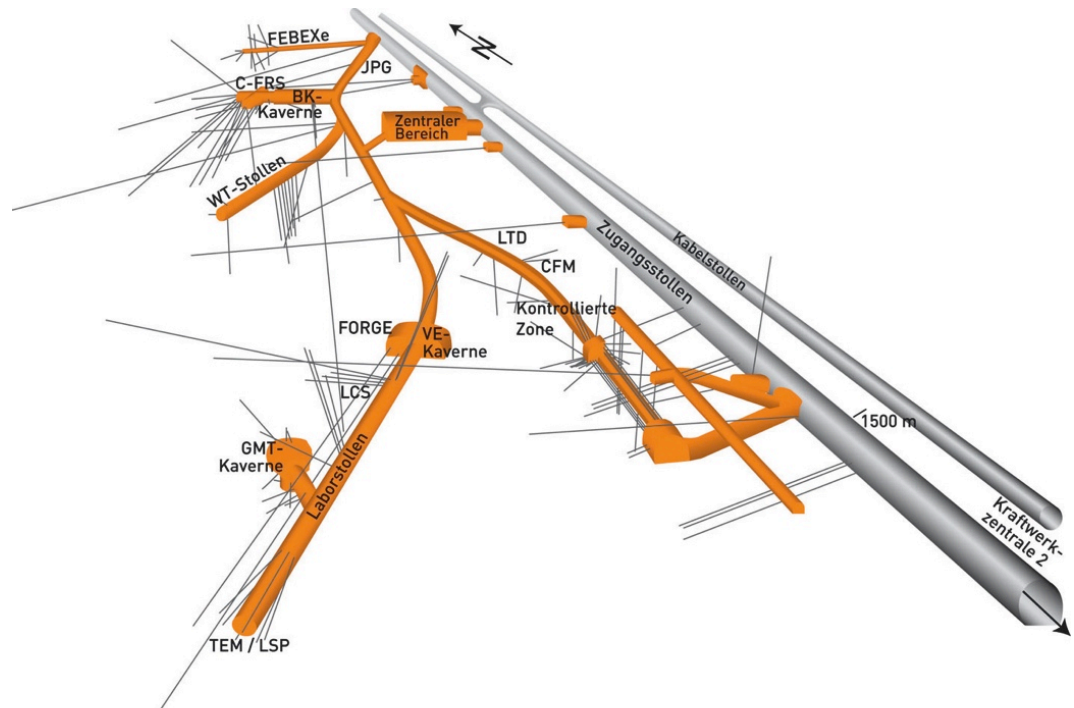 FEBEXe
N
JPG
C-FRS
BK-
Kaverne
Zentraler
Bereich
WT-Stollen
LTD
CFM
Zugangsstollen
Kabelstollen
Kontrollierte
Zone
FORGE
VE-
Kaverne
LCS
1500 m
GMT-
Kaverne
Laborstollen
Kraftwerk-
zentrale 2
TEM / LSP